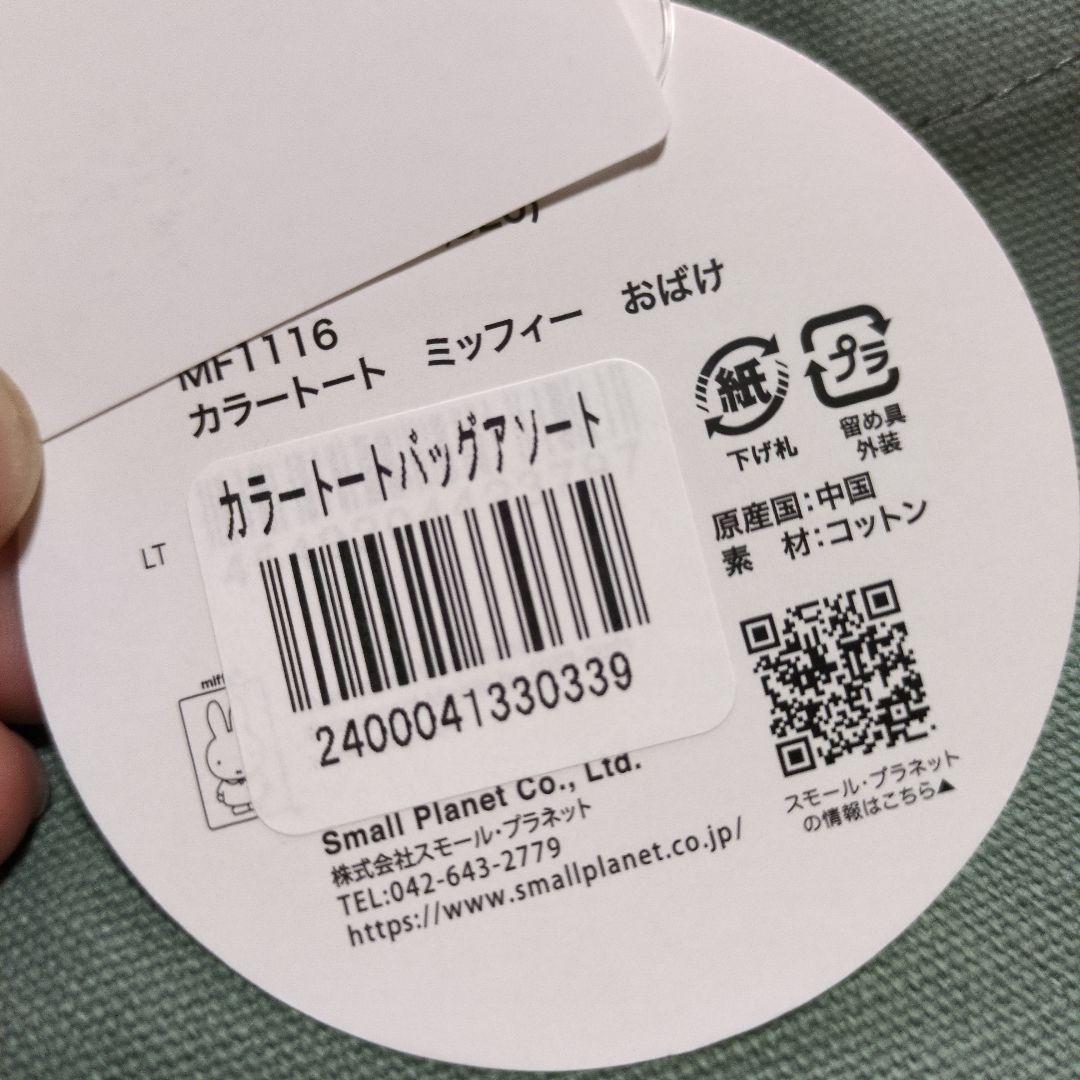 MF1116
カラートート ミッフィー おばけ
カラートートバッグアソート
2400041330339
LT
紙
下げ札
プラ
留め具
外装
原産国:中国
素 材:コットン
スモール・プラネット
の情報はこちら▲
Small Planet Co., Ltd.
株式会社スモール・プラネット
TEL:042-643-2779
https://www.smallplanet.co.jp/